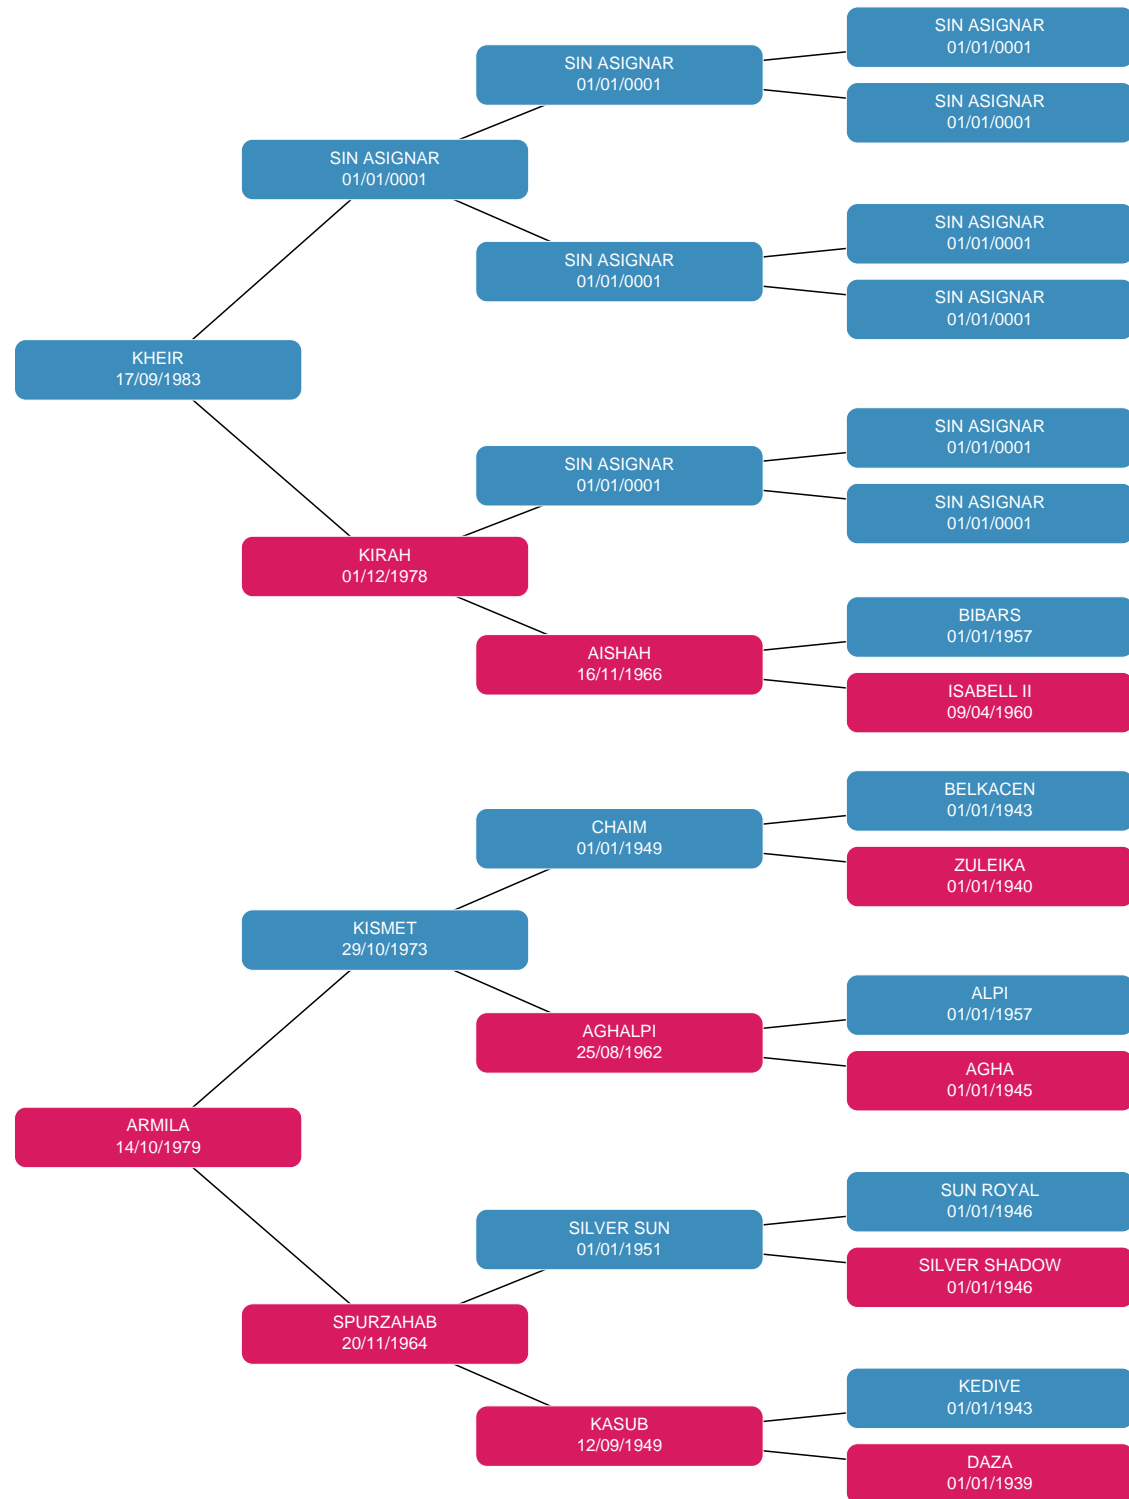 SIN ASIGNAR
01/01/0001
SIN ASIGNAR
01/01/0001
SIN ASIGNAR
01/01/0001
SIN ASIGNAR
01/01/0001
SIN ASIGNAR
01/01/0001
SIN ASIGNAR
01/01/0001
SIN ASIGNAR
01/01/0001
KHEIR
17/09/1983
SIN ASIGNAR
01/01/0001
SIN ASIGNAR
01/01/0001
SIN ASIGNAR
01/01/0001
KIRAH
01/12/1978
BIBARS
01/01/1957
AISHAH
16/11/1966
ISABELL II
09/04/1960
BELKACEN
01/01/1943
CHAIM
01/01/1949
ZULEIKA
01/01/1940
KISMET
29/10/1973
ALPI
01/01/1957
AGHALPI
25/08/1962
AGHA
01/01/1945
ARMILA
14/10/1979
SUN ROYAL
01/01/1946
SILVER SUN
01/01/1951
SILVER SHADOW
01/01/1946
SPURZAHAB
20/11/1964
KEDIVE
01/01/1943
KASUB
12/09/1949
DAZA
01/01/1939